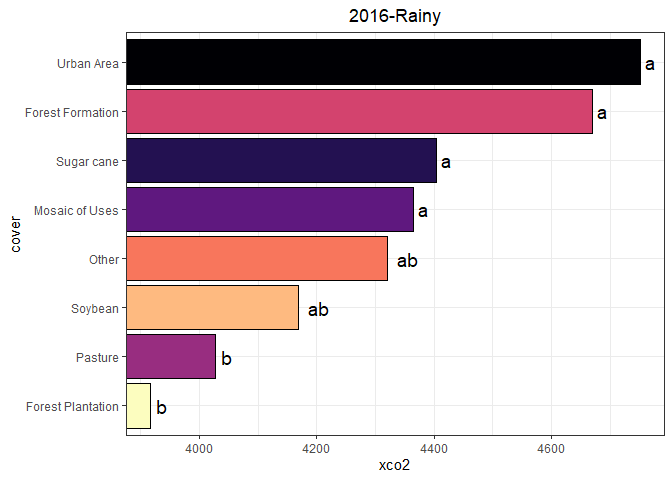 2016-Rainy
Urban Area
a
Forest Formation
a
Sugar cane
a
Mosaic of Uses
a
Other
ab
Soybean
ab
Pasture
b
Forest Plantation
b
cover
4000 4200 4400 4600
xco2